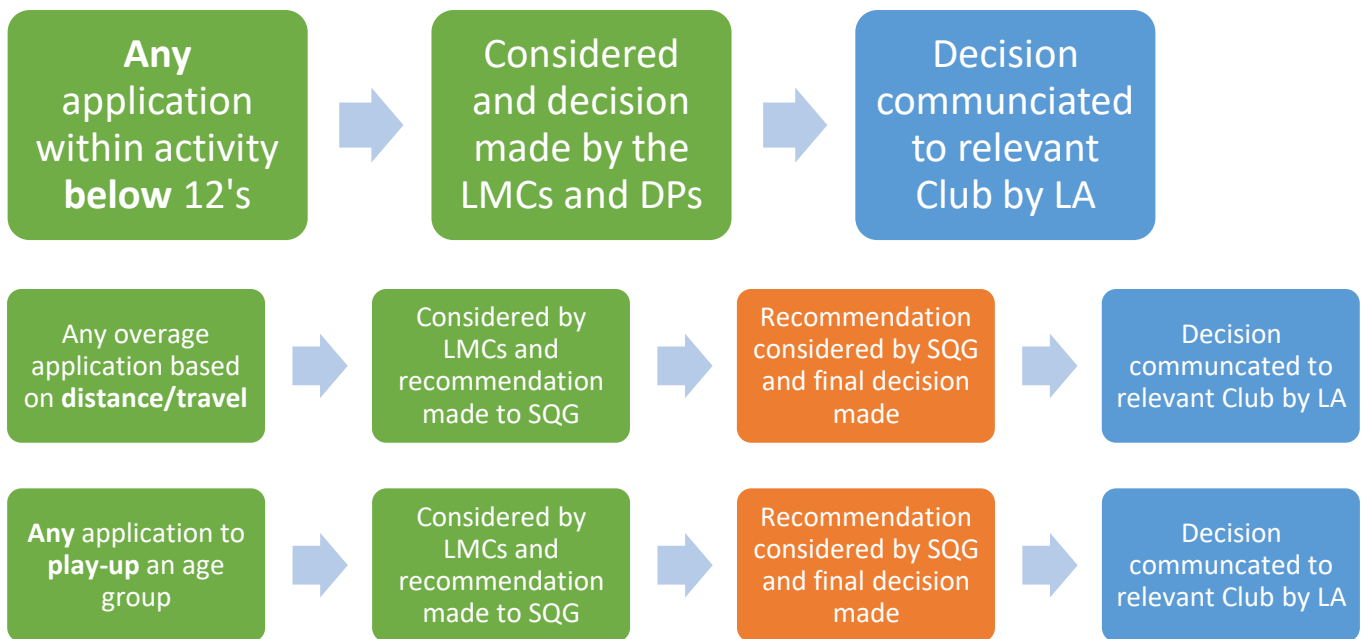 Any
application
within activity
below 12's
Considered
and decision
made by the
LMCs and DPs
Decision
communciated
to relevant
Club by LA
Any overage
application based
on distance/travel
Considered by
LMCs and
recommendation
made to SQG
Recommendation
considered by SQG
and final decision
made
Decision
communcated to
relevant Club by LA
Any application to
play-up an age
group
Considered by
LMCs and
recommendation
made to SQG
Recommendation
considered by SQG
and final decision
made
Decision
communcated to
relevant Club by LA